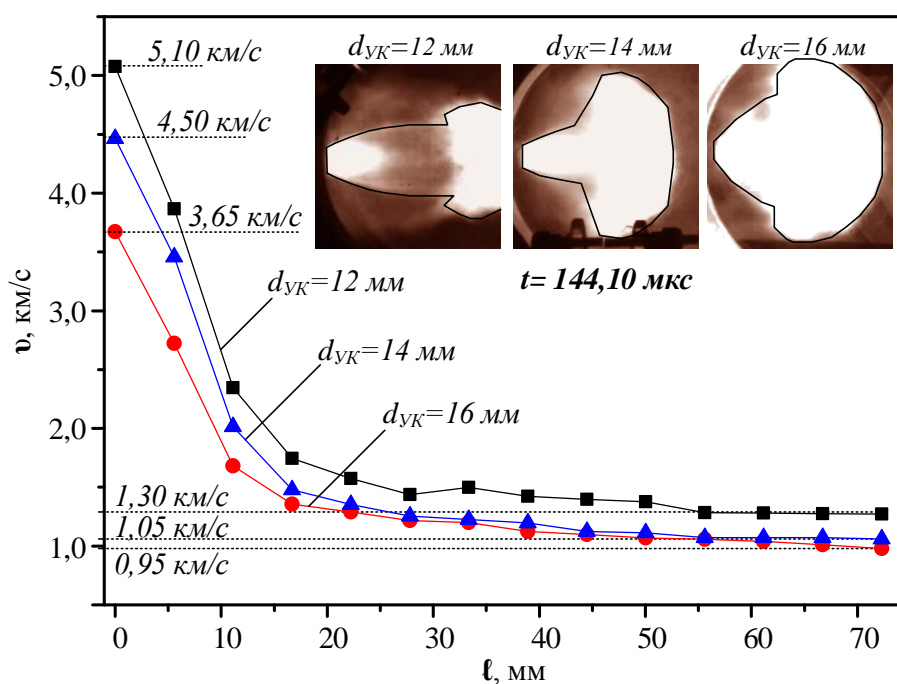 5,10 км/с
d_УК=12 мм
d_УК=14 мм
d_УК=16 мм
5,0
4,50 км/с
4,0
3,65 км/с
t= 144,10 мкс
d_УК=12 мм
3,0
υ, км/с
d_УК=14 мм
d_УК=16 мм
2,0
1,30 км/с
1,05 км/с
1,0
0,95 км/с
0 10 20 30 40 50 60 70
ℓ, мм